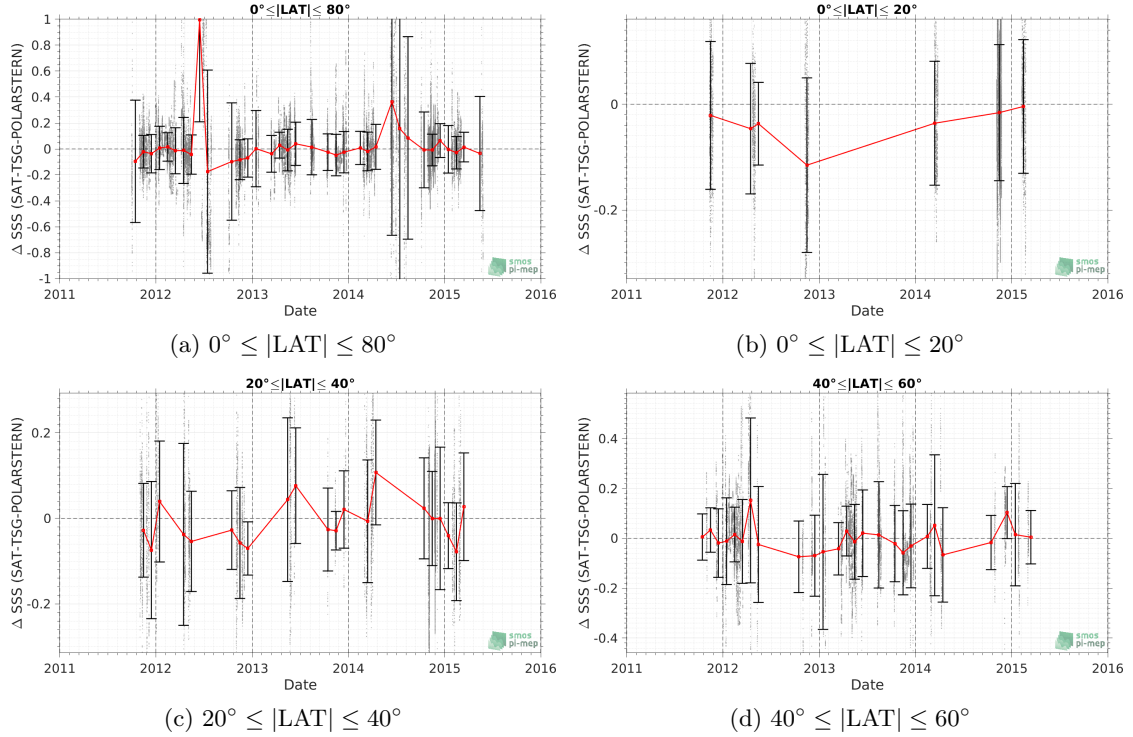 0°≤|LAT|≤ 80°
Δ SSS (SAT-TSG-POLARSTERN)
1
0.8
0.6
0.4
0.2
0
-0.2
-0.4
-0.6
-0.8
-1
2011 2012 2013 2014 2015 2016
Date
smos
pi-mep
(a) 0° ≤ |LAT| ≤ 80°
0°≤|LAT|≤ 20°
Δ SSS (SAT-TSG-POLARSTERN)
0
-0.2
2011 2012 2013 2014 2015 2016
Date
smos
pi-mep
(b) 0° ≤ |LAT| ≤ 20°
20°≤|LAT|≤ 40°
Δ SSS (SAT-TSG-POLARSTERN)
0.2
0
-0.2
2011 2012 2013 2014 2015 2016
Date
smos
pi-mep
(c) 20° ≤ |LAT| ≤ 40°
40°≤|LAT|≤ 60°
Δ SSS (SAT-TSG-POLARSTERN)
0.4
0.2
0
-0.2
-0.4
2011 2012 2013 2014 2015 2016
Date
smos
pi-mep
(d) 40° ≤ |LAT| ≤ 60°